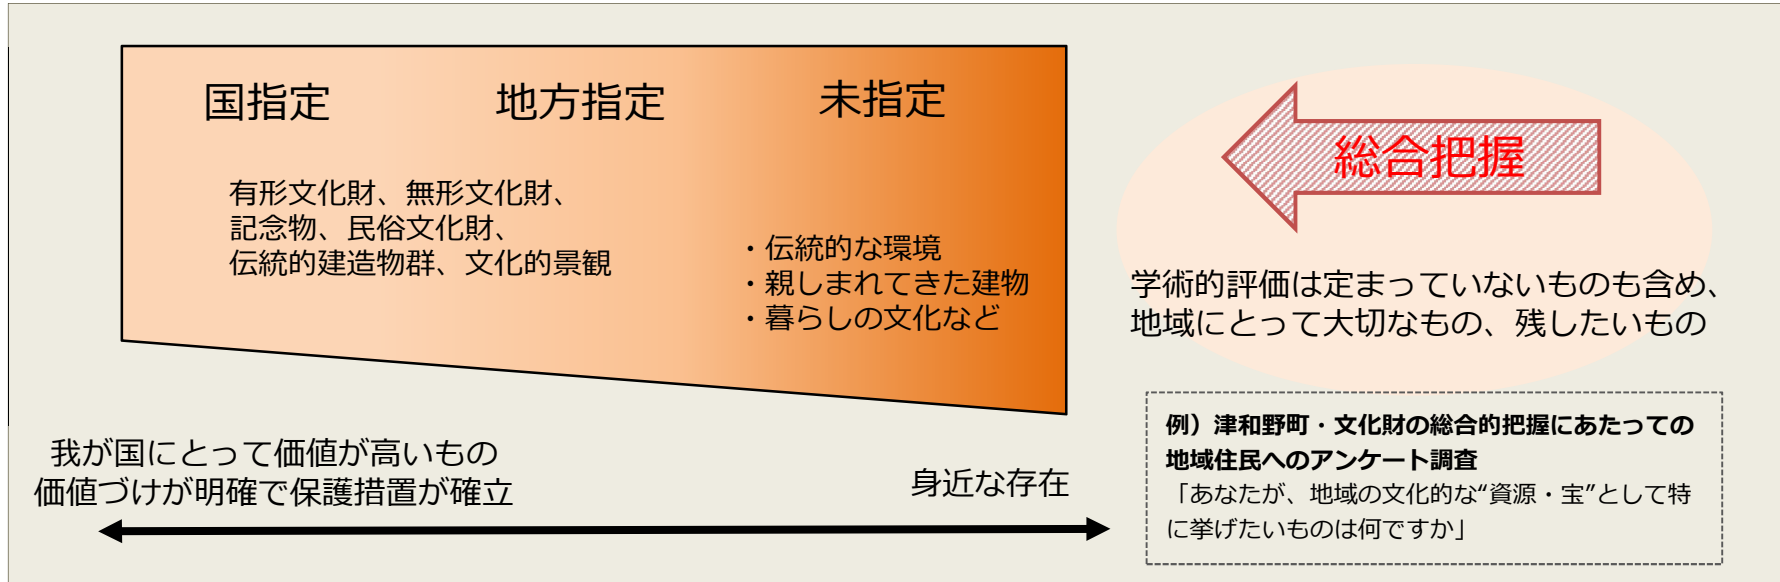 国指定
地方指定
未指定
有形文化財、無形文化財、
記念物、民俗文化財、
伝統的建造物群、文化的景観
・伝統的な環境
・親しまれてきた建物
・暮らしの文化など
総合把握
学術的評価は定まっていないものも含め、
地域にとって大切なもの、残したいもの
我が国にとって価値が高いもの
価値づけが明確で保護措置が確立
身近な存在
例）津和野町・文化財の総合的把握にあたっての
地域住民へのアンケート調査
「あなたが、地域の文化的な“資源・宝”として特
に挙げたいものは何ですか」